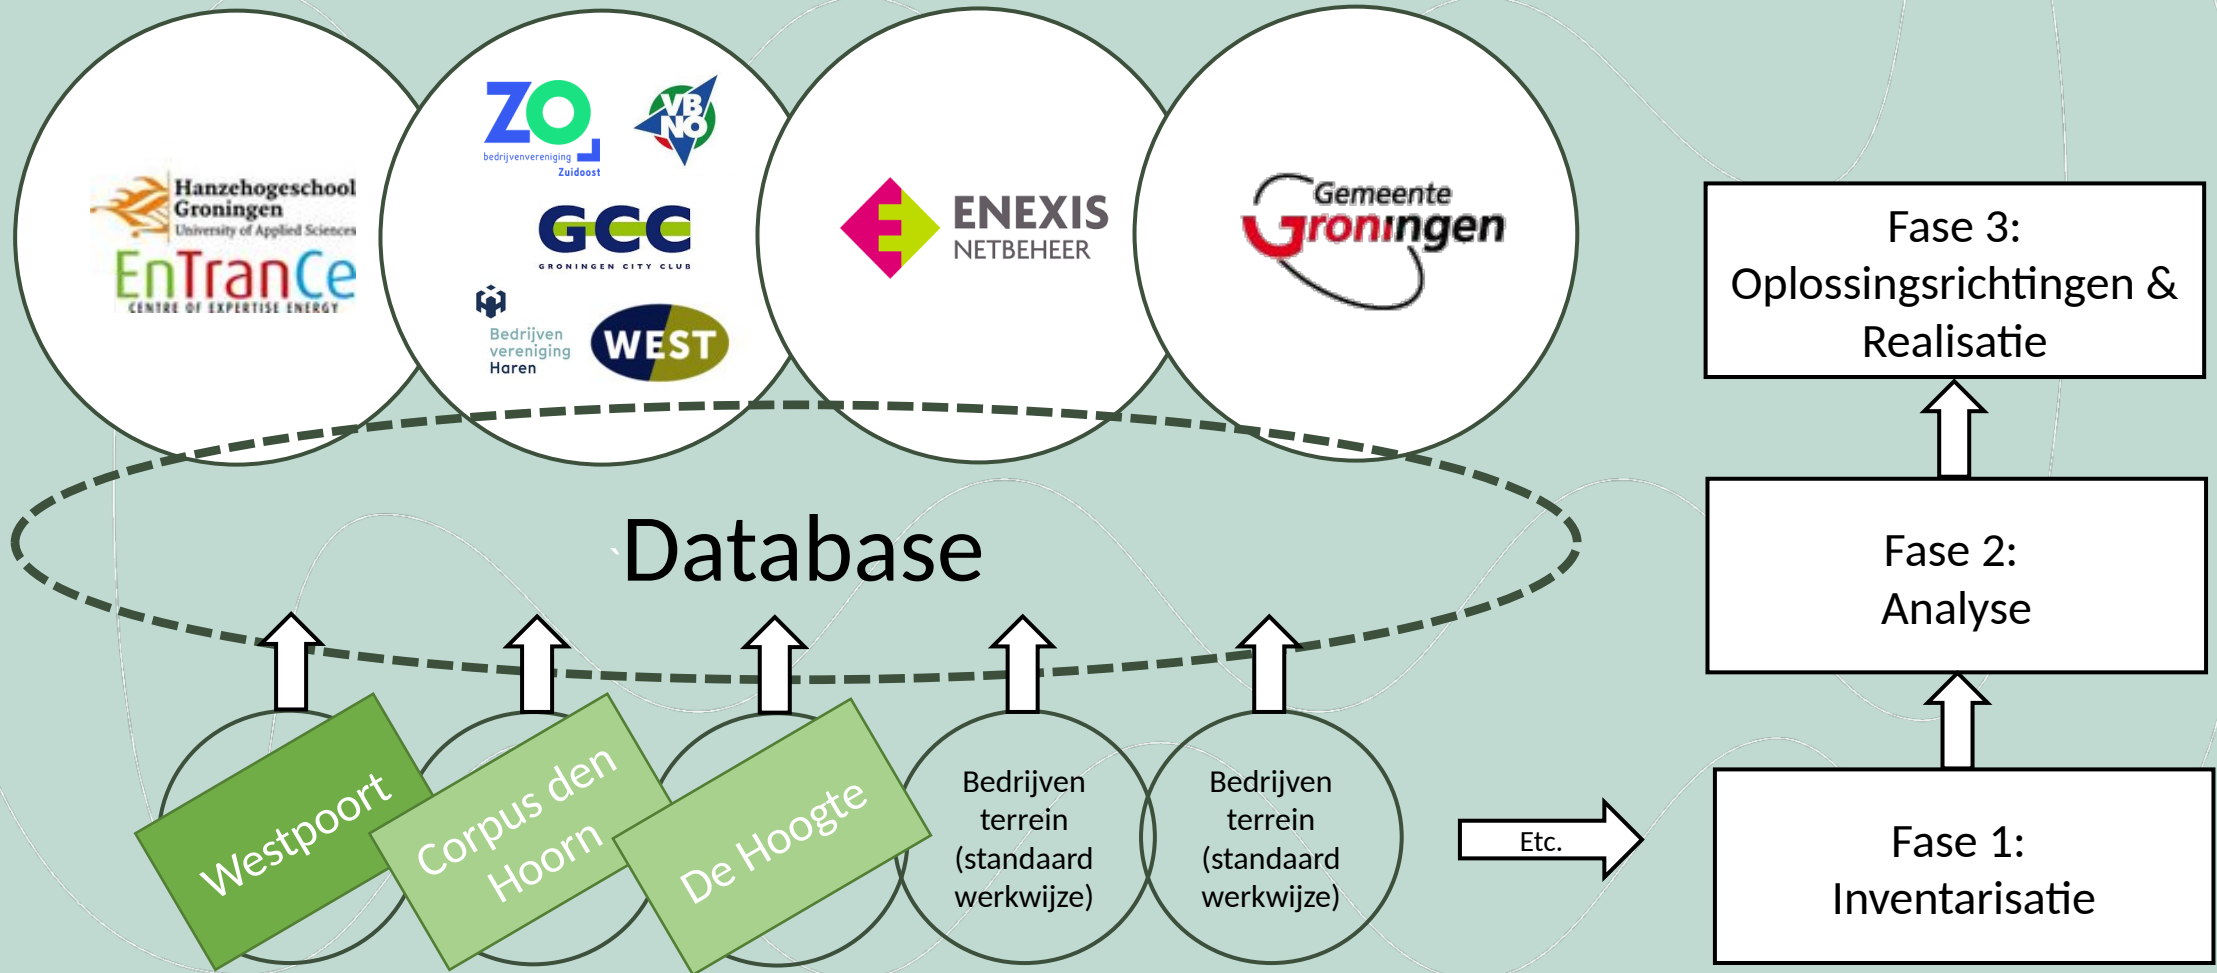 Hanzehogeschool
Groningen
University of Applied Sciences
EnTranCe
CENTRE OF EXPERTISE ENERGY
ZO
bedrijvenvereniging
Zuidoost
VB
NO
GCC
GRONINGEN CITY CLUB
Bedrijven
vereniging
Haren
WEST
ENEXIS
NETBEHEER
Gemeente
Groningen
`Database
Westpoort
Corpus den
Hoorn
De Hoogte
Bedrijven
terrein
(standaard
werkwijze)
Bedrijven
terrein
(standaard
werkwijze)
Etc.
Fase 3:
Oplossingsrichtingen &
Realisatie
Fase 2:
Analyse
Fase 1:
Inventarisatie